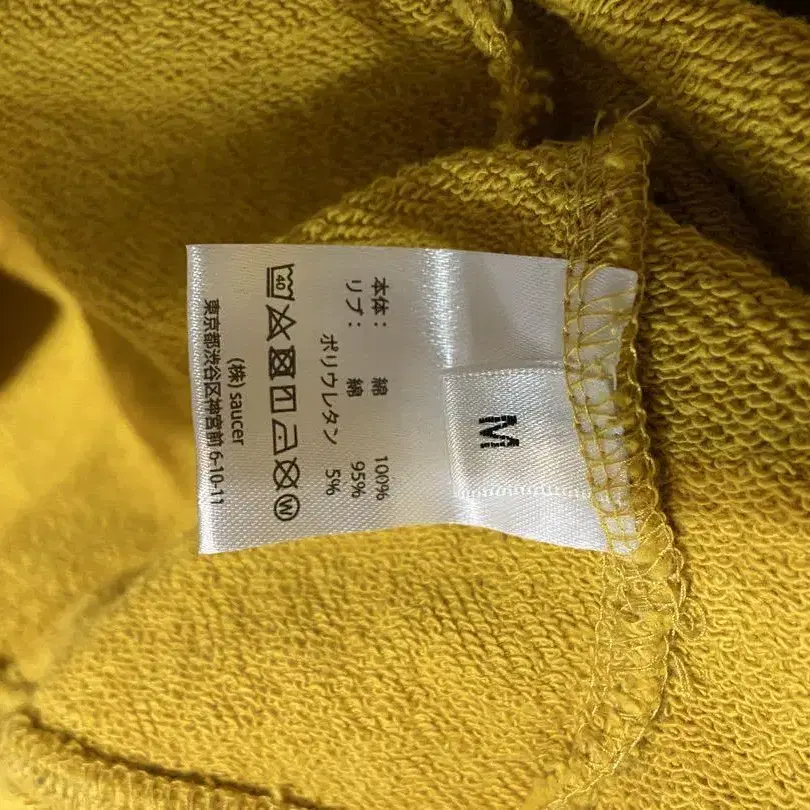 M
本体： 綿 100%
リブ： 綿 95%
ポリウレタン 5%
40
W
(株) saucer
東京都渋谷区神宮前 6-10-11